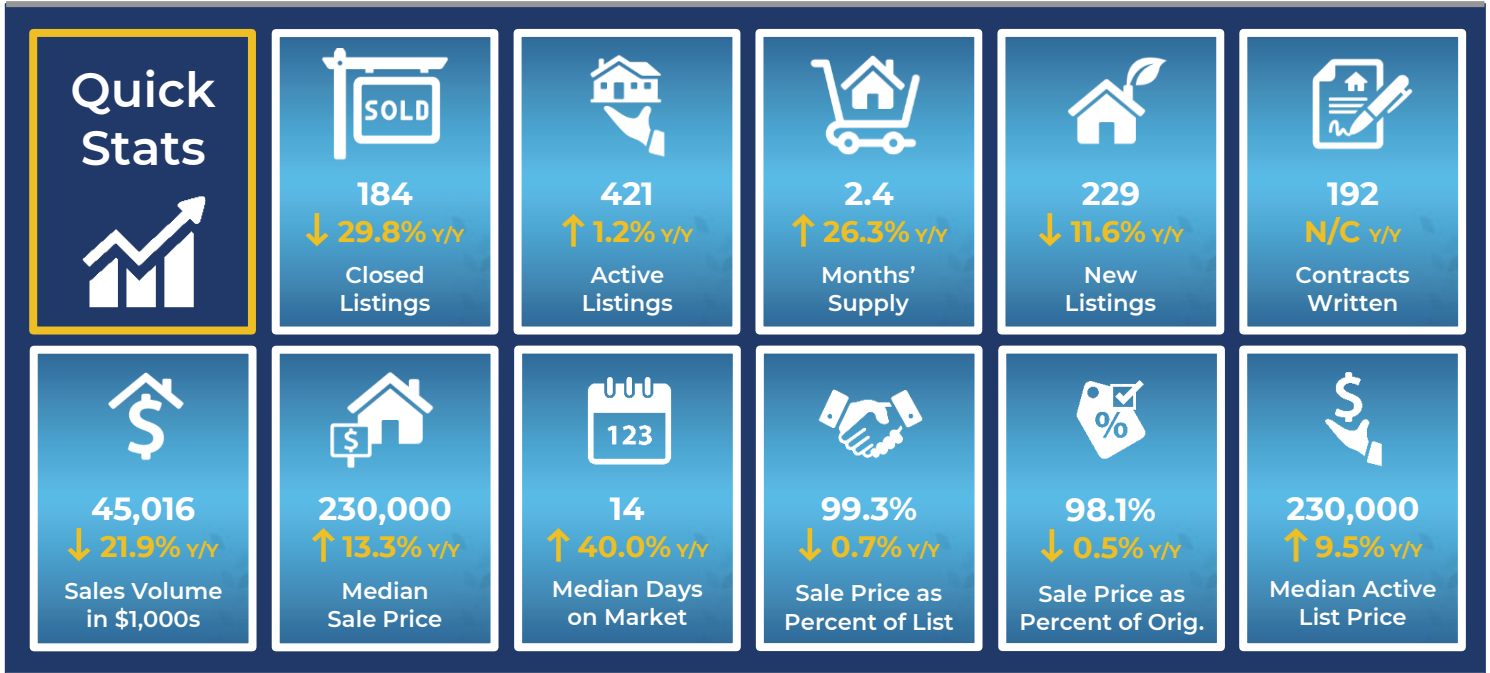 Quick
Stats
SOLD
184
↓ 29.8% Y/Y
Closed
Listings
421
↑ 1.2% Y/Y
Active
Listings
2.4
↑ 26.3% Y/Y
Months’
Supply
229
↓ 11.6% Y/Y
New
Listings
192
N/C Y/Y
Contracts
Written
$
45,016
↓ 21.9% Y/Y
Sales Volume
in $1,000s
$
230,000
↑ 13.3% Y/Y
Median
Sale Price
123
14
↑ 40.0% Y/Y
Median Days
on Market
99.3%
↓ 0.7% Y/Y
Sale Price as
Percent of List
%
98.1%
↓ 0.5% Y/Y
Sale Price as
Percent of Orig.
$
230,000
↑ 9.5% Y/Y
Median Active
List Price